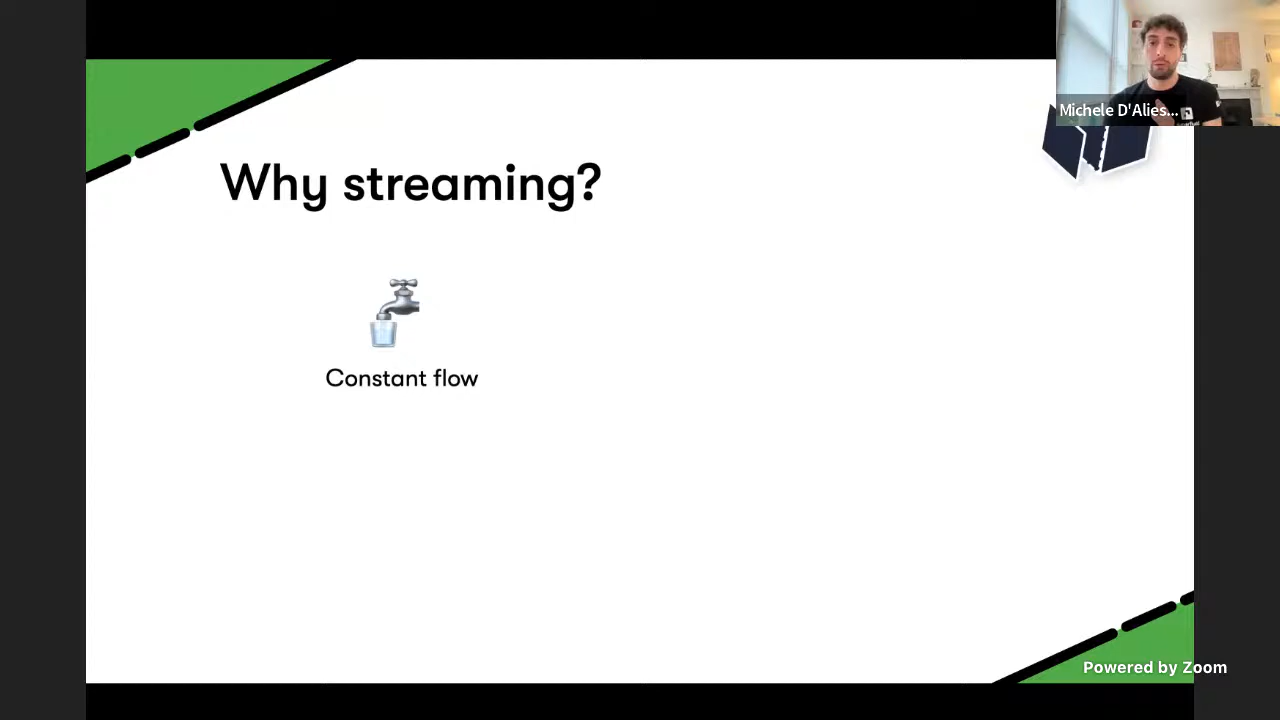 Michele D'Alies...
Why streaming?
Constant flow
Powered by Zoom